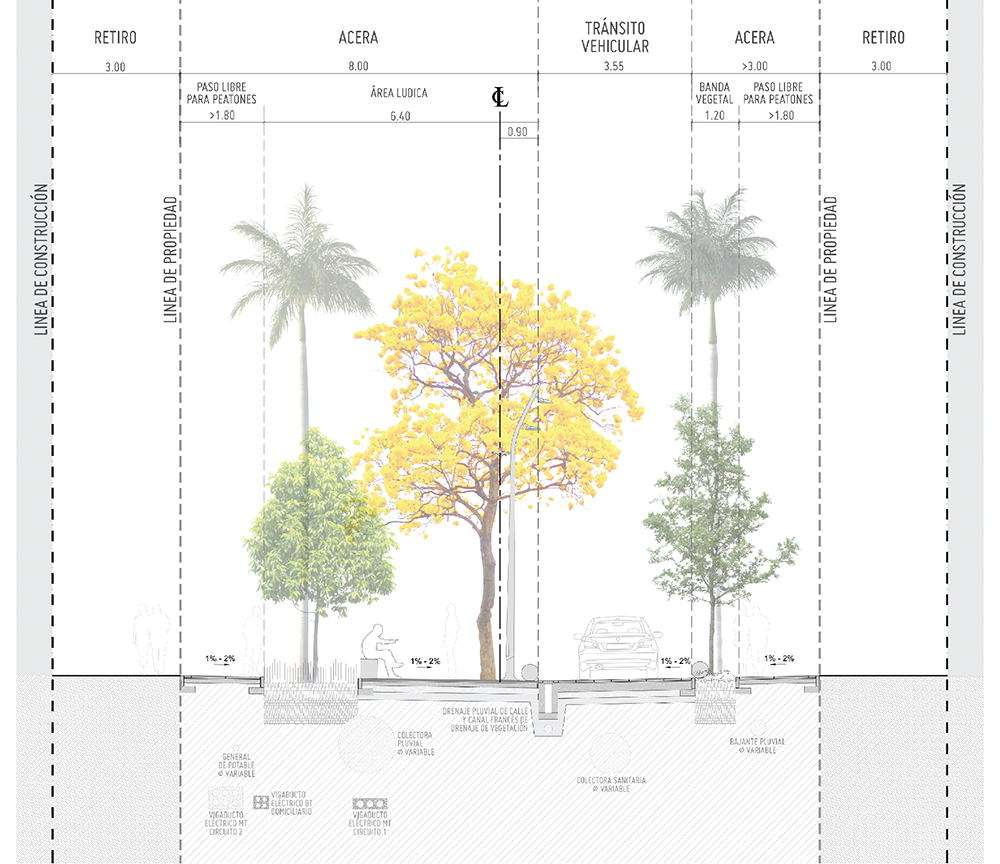 RETIRO
ACERA
TRÁNSITO
VEHICULAR
ACERA
RETIRO
3.00
8.00
3.55
>3.00
3.00
PASO LIBRE
PARA PEATONES
ÁREA LUDICA
BANDA
VEGETAL
PASO LIBRE
PARA PEATONES
>1.80
6.40
1.20
>1.80
0.90
LINEA DE CONSTRUCCIÓN
LINEA DE PROPIEDAD
LINEA DE PROPIEDAD
LINEA DE CONSTRUCCIÓN
1% - 2%
1% - 2%
1% - 2%
1% - 2%
DRENAJE PLUVIAL DE CALLE
Y CANAL FRANCÉS DE
DRENAJE DE VEGETACIÓN
COLECTORA
PLUVIAL
Ø VARIABLE
BAJANTE PLUVIAL
Ø VARIABLE
GENERAL
DE POTABLE
Ø VARIABLE
COLECTORA SANITARIA
Ø VARIABLE
VIGADUCTO
ELÉCTRICO BT
DOMICILIARIO
VIGADUCTO
ELÉCTRICO MT
CIRCUITO 2
VIGADUCTO
ELÉCTRICO MT
CIRCUITO 1